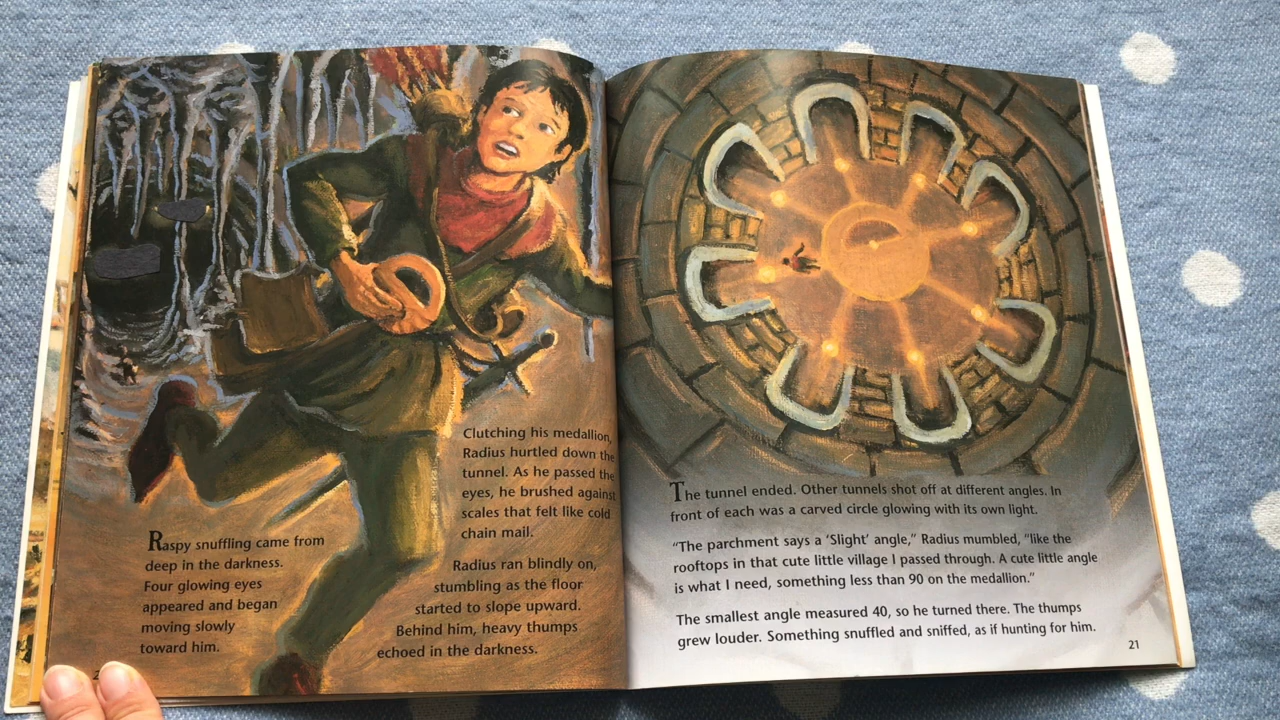 Raspy snuffling came from
deep in the darkness.
Four glowing eyes
appeared and began
moving slowly
toward him.
Clutching his medallion,
Radius hurtled down the
tunnel. As he passed the
eyes, he brushed against
scales that felt like cold
chain mail.
Radius ran blindly on,
stumbling as the floor
started to slope upward.
Behind him, heavy thumps
echoed in the darkness.
The tunnel ended. Other tunnels shot off at different angles. In
front of each was a carved circle glowing with its own light.
“The parchment says a ‘Slight’ angle,” Radius mumbled, “like the
rooftops in that cute little village I passed through. A cute little angle
is what I need, something less than 90 on the medallion.”
The smallest angle measured 40, so he turned there. The thumps
grew louder. Something snuffled and sniffed, as if hunting for him.
21